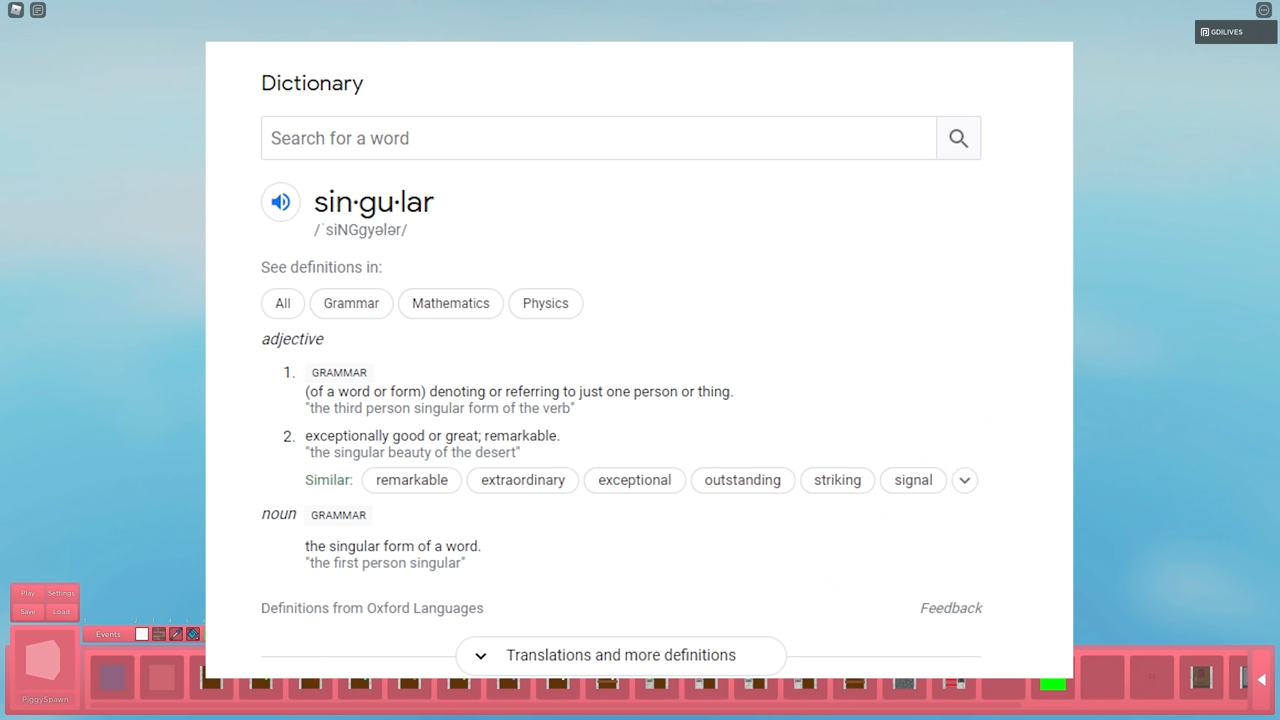 GDILIVES
Dictionary
Search for a word
sin·gu·lar
/ˈsiNGgyələr/
See definitions in:
All Grammar Mathematics Physics
adjective
1. GRAMMAR
(of a word or form) denoting or referring to just one person or thing.
"the third person singular form of the verb"
2. exceptionally good or great; remarkable.
"the singular beauty of the desert"
Similar: remarkable extraordinary exceptional outstanding striking signal
noun GRAMMAR
the singular form of a word.
"the first person singular"
Definitions from Oxford Languages Feedback
Translations and more definitions
Play Settings
Save Load
Events
PiggySpawn